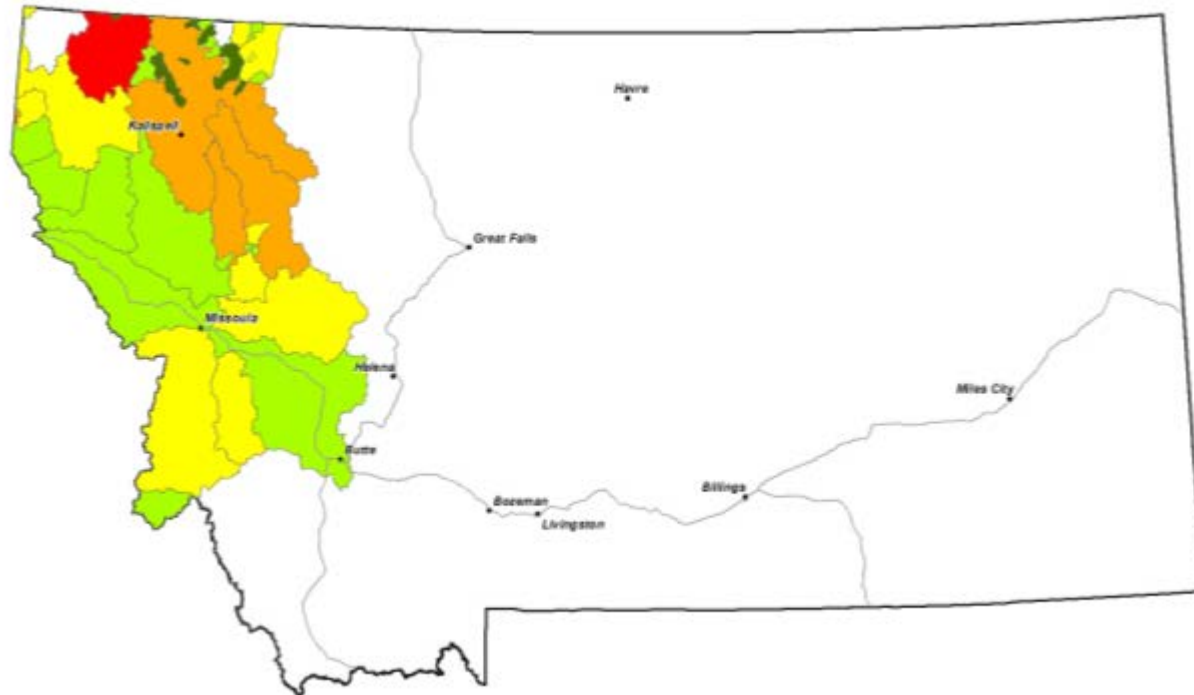 Havre
Kalispell
Great Falls
Missoula
Helena
Miles City
Butte
Billings
Bozeman
Livingston